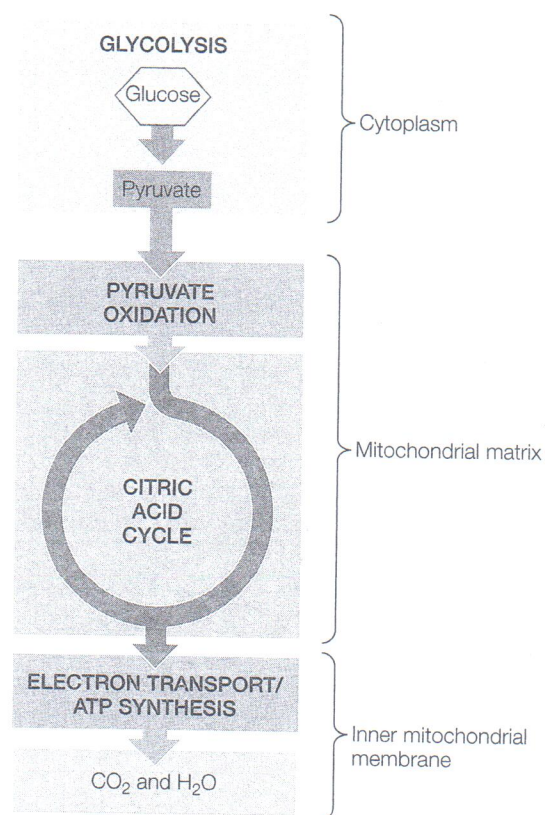 GLYCOLYSIS
Glucose
Pyruvate
Cytoplasm
PYRUVATE
OXIDATION
CITRIC
ACID
CYCLE
Mitochondrial matrix
ELECTRON TRANSPORT/
ATP SYNTHESIS
CO₂ and H₂O
Inner mitochondrial
membrane